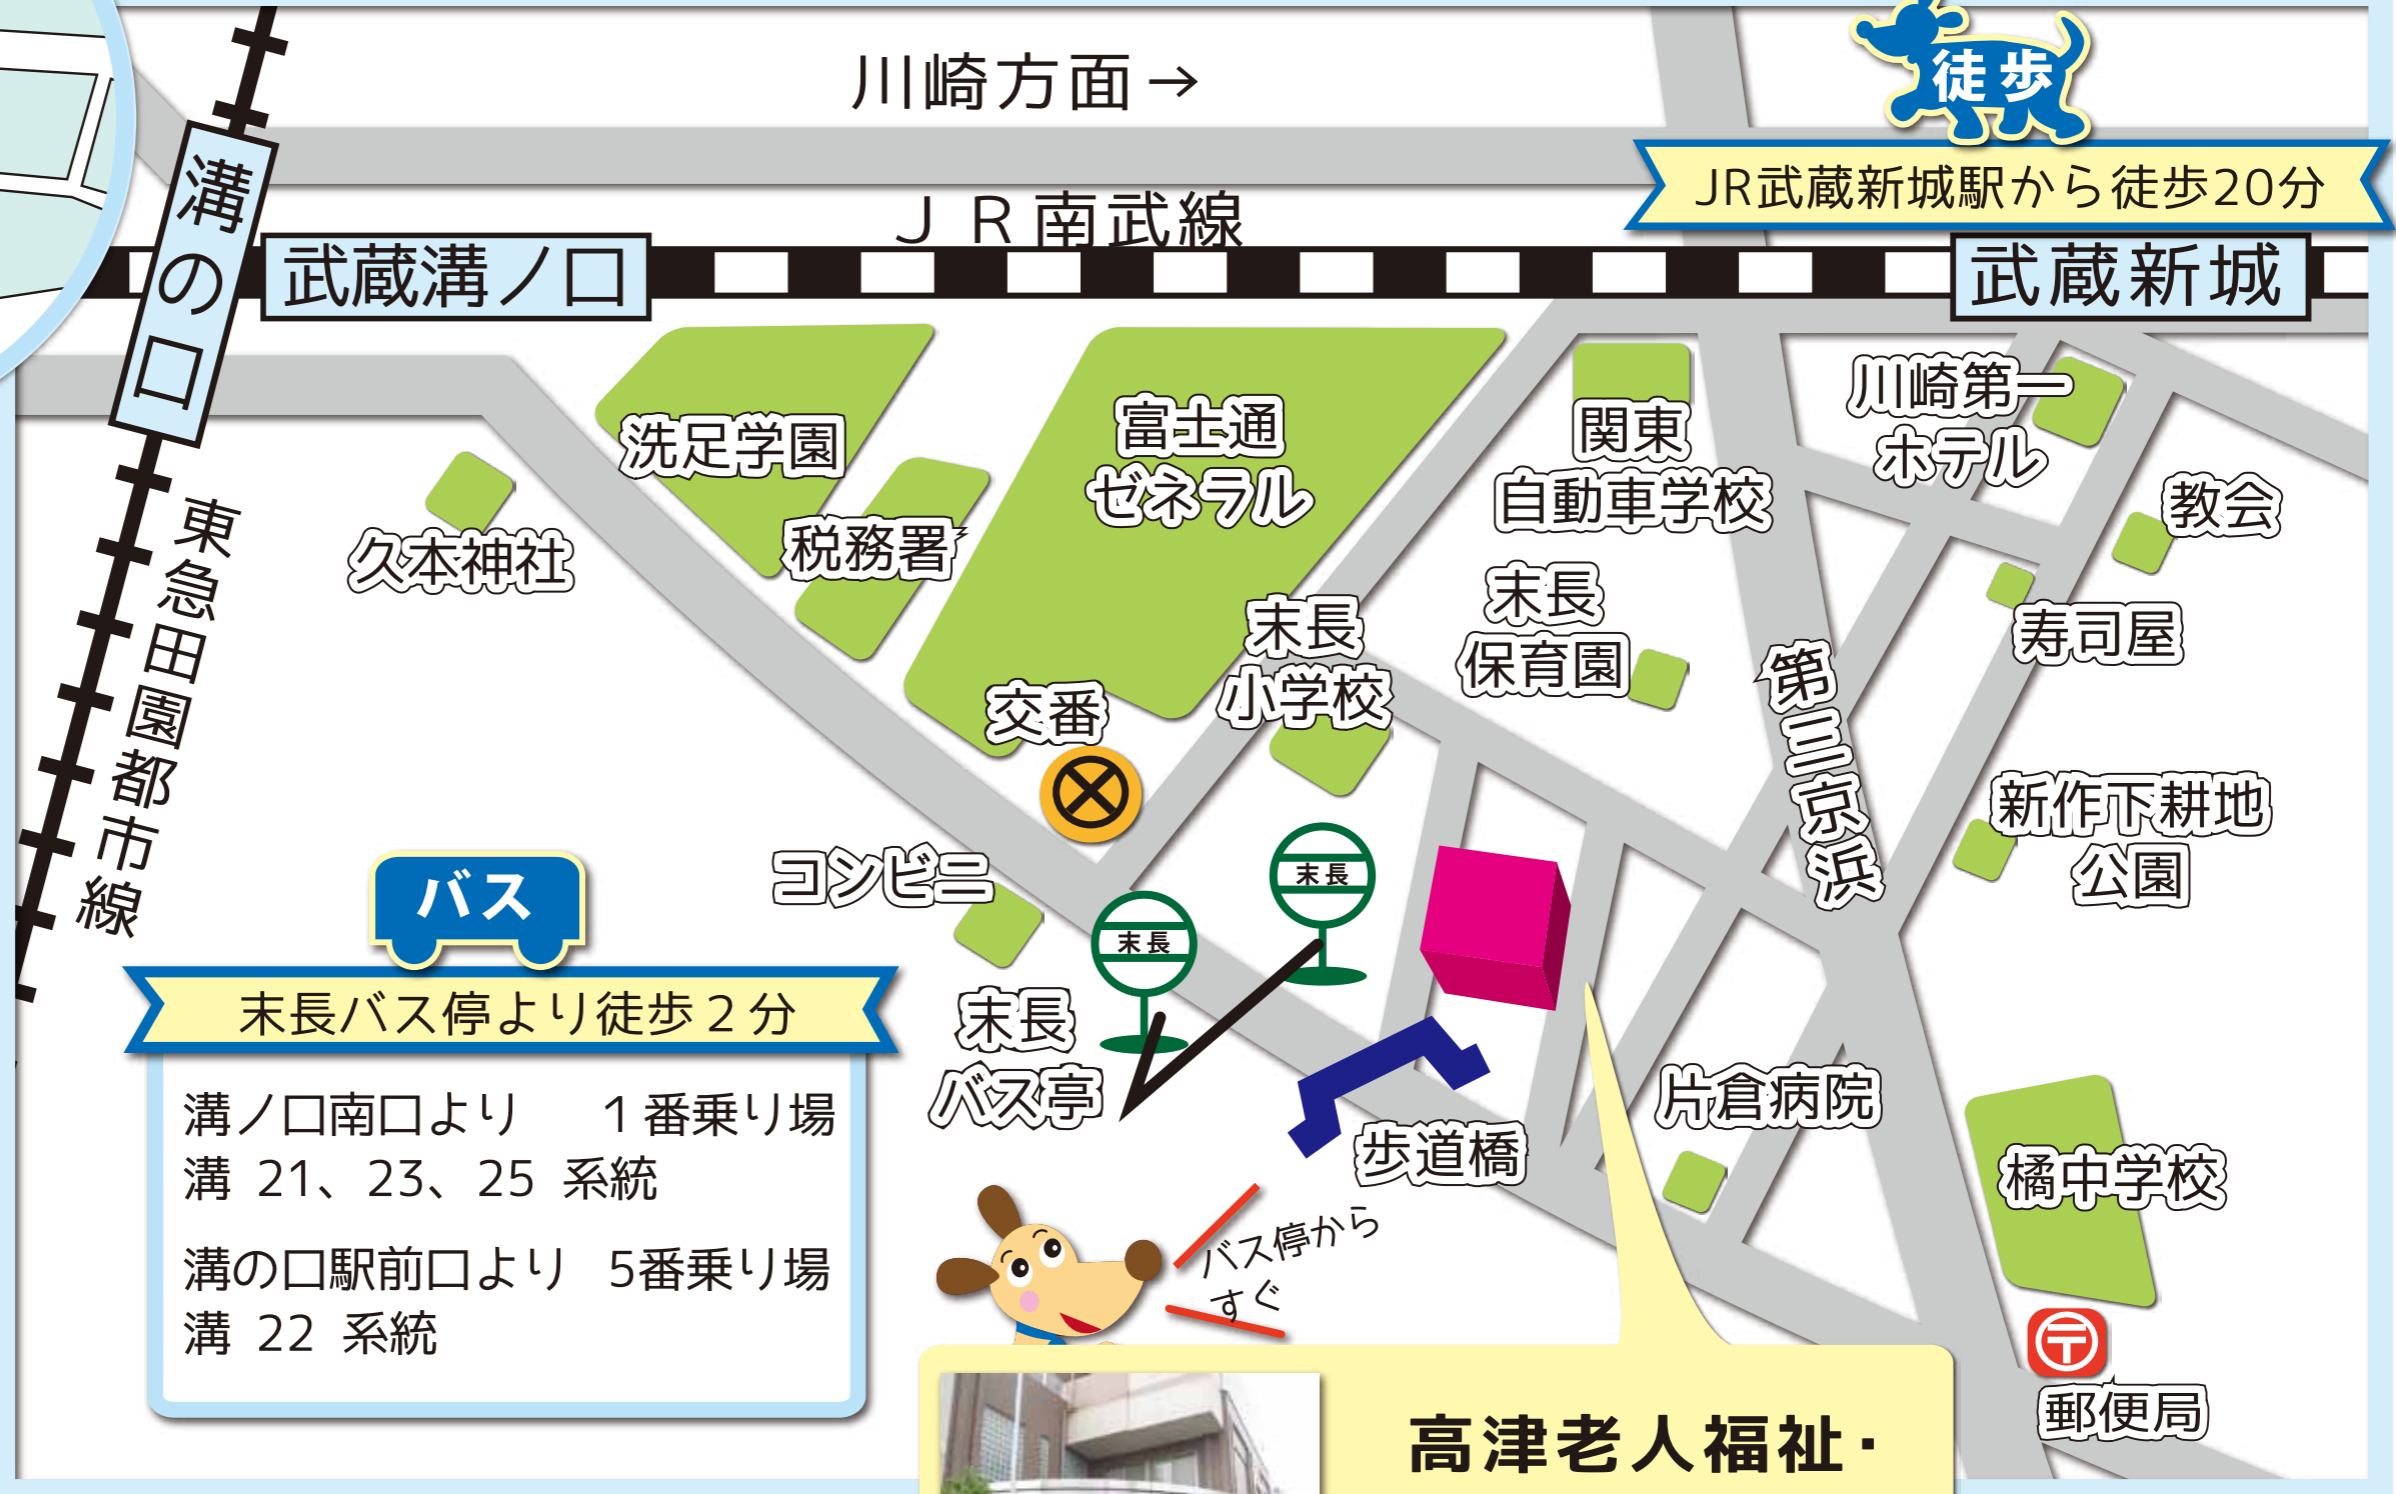 川崎方面→
徒歩
JR武蔵新城駅から徒歩20分
ＪＲ南武線
溝の口
武蔵溝ノ口
武蔵新城
洗足学園
富士通
ゼネラル
関東
自動車学校
川崎第一
ホテル
教会
久本神社
税務署
末長
小学校
末長
保育園
寿司屋
東急田園都市線
交番
第三京浜
新作下耕地
公園
コンビニ
末長
末長
末長
バス亭
バス
末長バス停より徒歩２分
溝ノ口南口より　１番乗り場
溝 21、23、25 系統
溝の口駅前口より 5番乗り場
溝 22 系統
歩道橋
片倉病院
橘中学校
バス停から
すぐ
〒
郵便局
高津老人福祉・